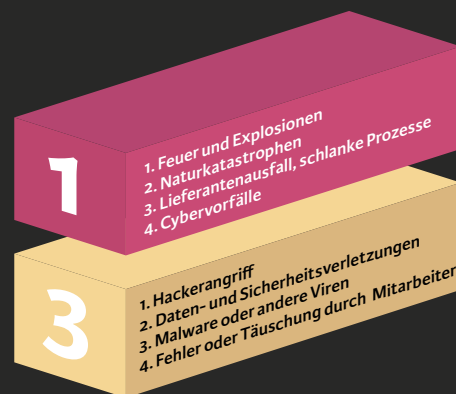 1
1. Feuer und Explosionen
2. Naturkatastrophen
3. Lieferantenausfall, schlanke Prozesse
4. Cybervorfälle
3
1. Hackerangriff
2. Daten- und Sicherheitsverletzungen
3. Malware oder andere Viren
4. Fehler oder Täuschung durch Mitarbeiter